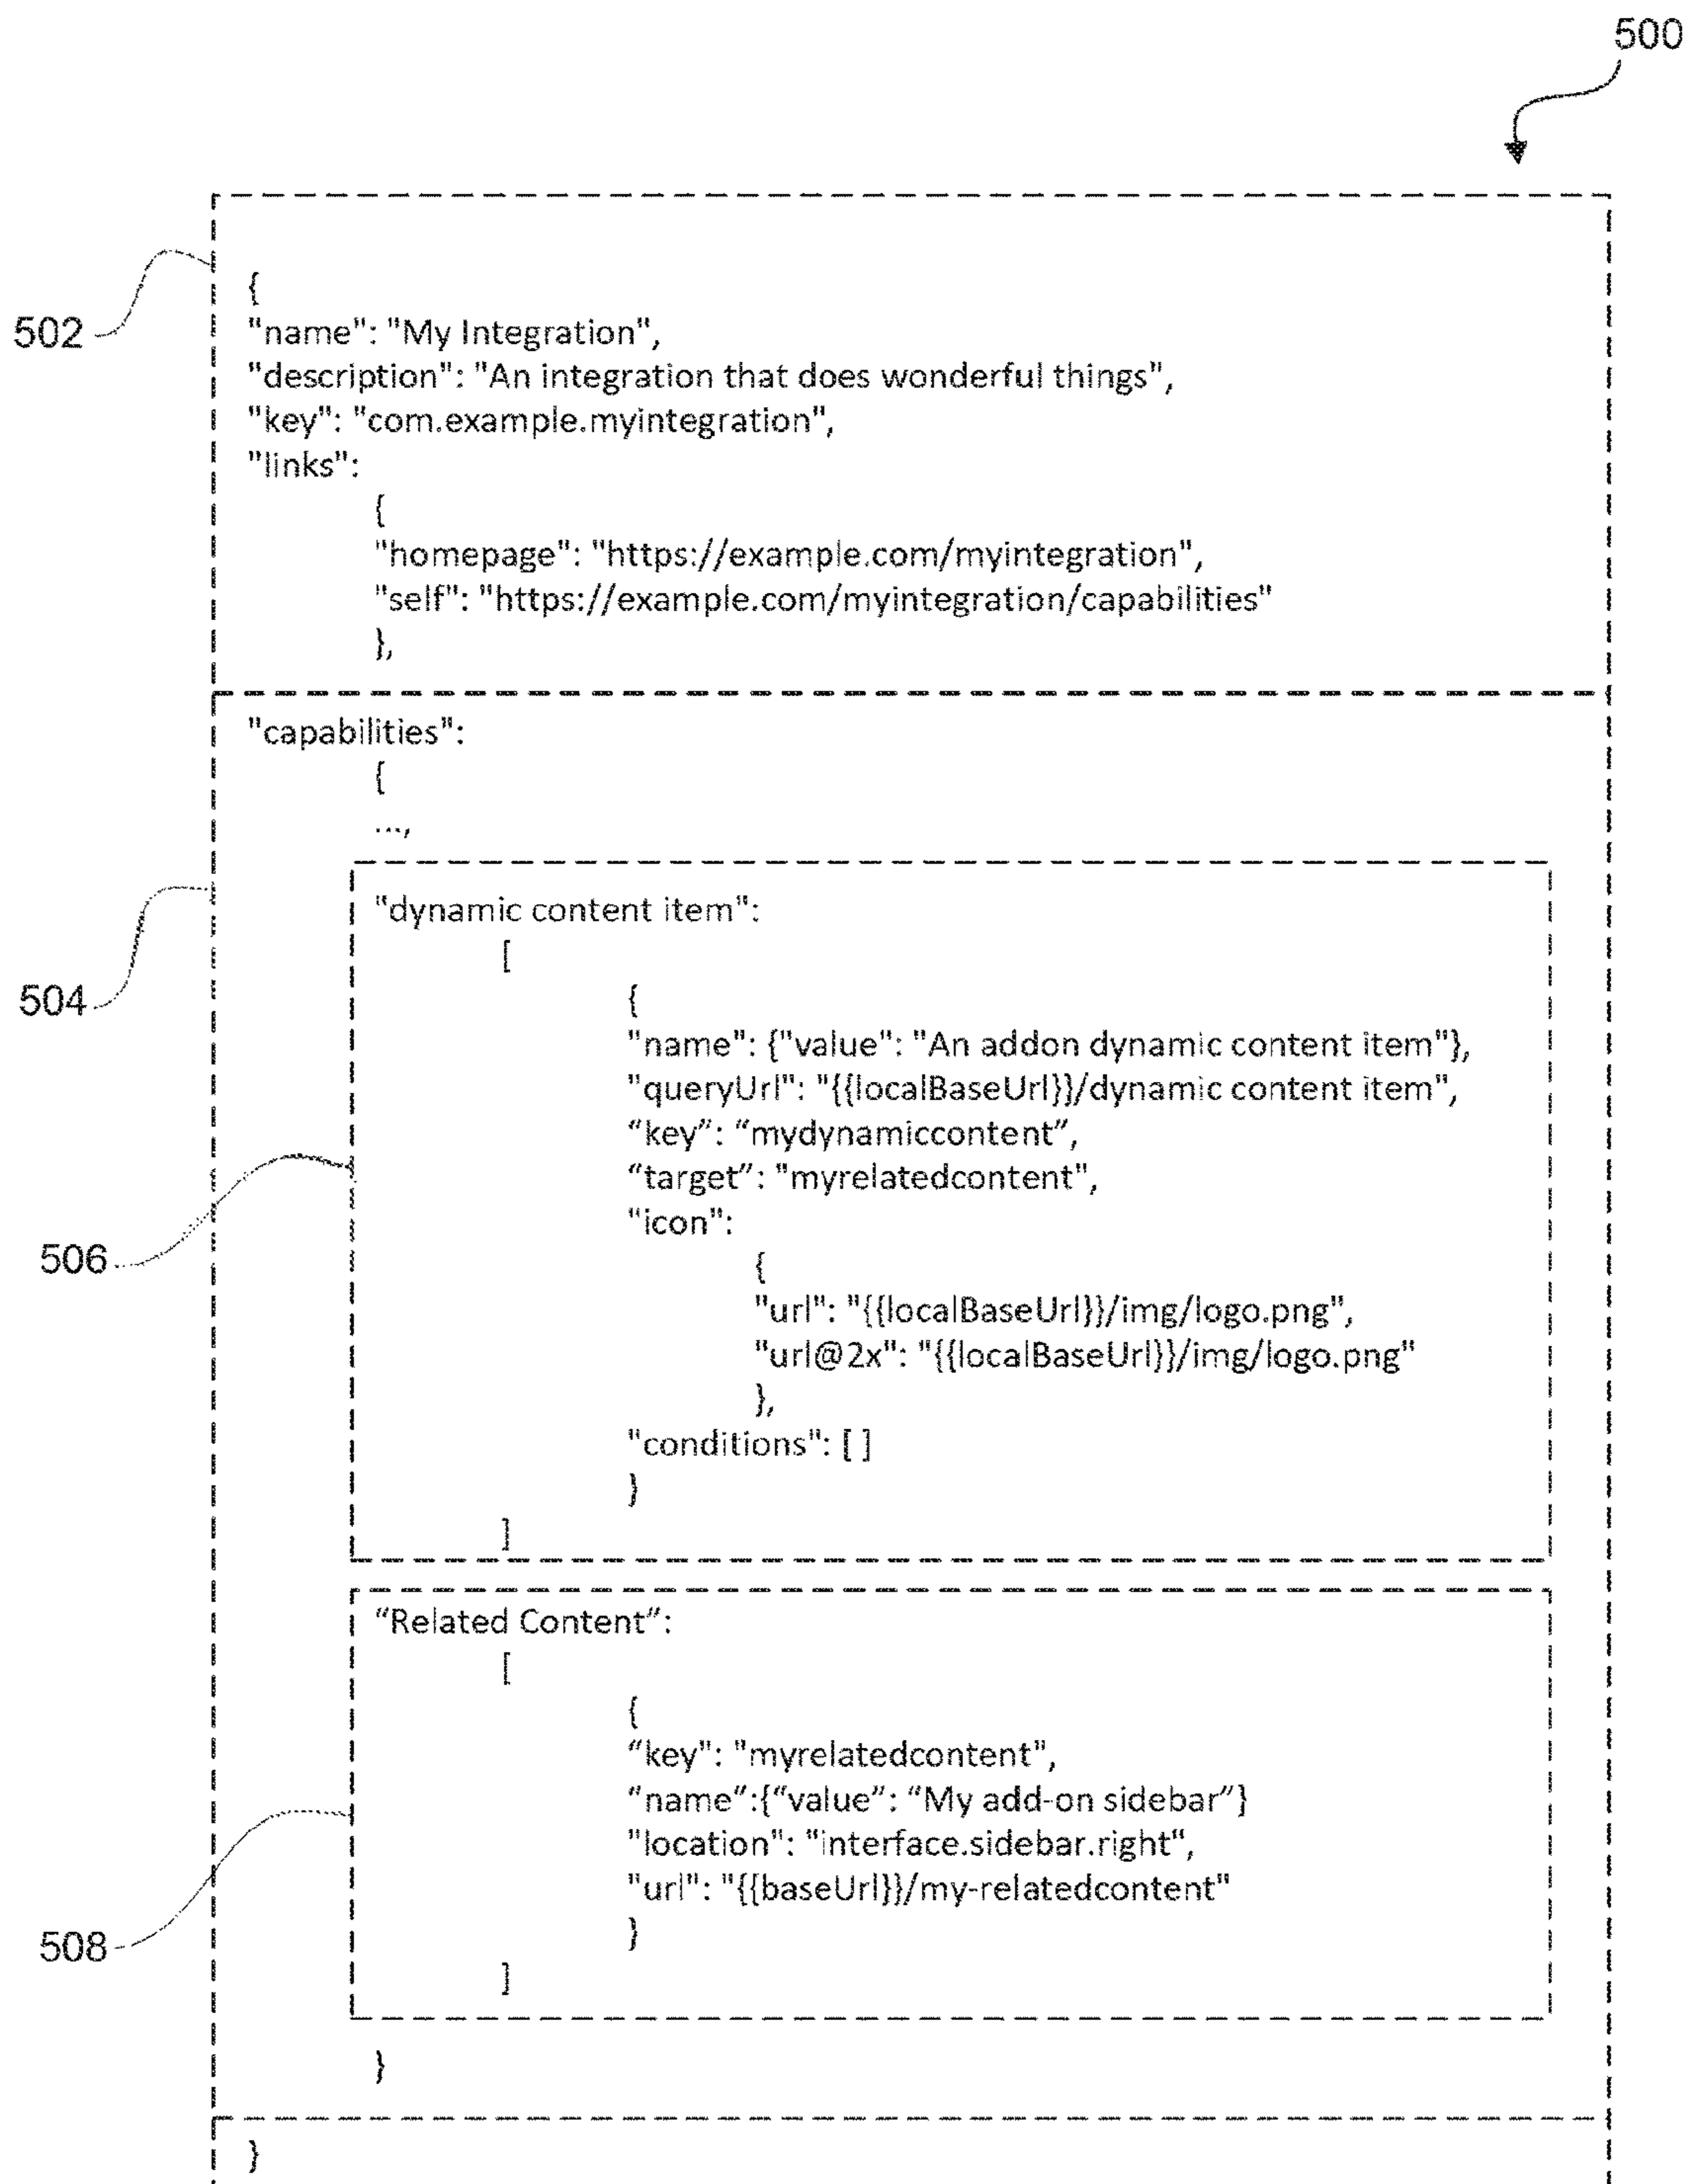 500
502
{
"name": "My Integration",
"description": "An integration that does wonderful things",
"key": "com.example.myintegration",
"links":
{
"homepage": "https://example.com/myintegration",
"self": "https://example.com/myintegration/capabilities"
},
504
"capabilities":
{
...,
506
"dynamic content item":
[
{
"name": {"value": "An addon dynamic content item"},
"queryUrl": "{{localBaseUrl}}/dynamic content item",
“key”: “mydynamiccontent”,
“target”: "myrelatedcontent",
"icon":
{
"url": "{{localBaseUrl}}/img/logo.png",
"url@2x": "{{localBaseUrl}}/img/logo.png"
},
"conditions": [ ]
}
]
508
“Related Content”:
[
{
“key": "myrelatedcontent",
“name”:{“value”: “My add-on sidebar”}
"location": "interface.sidebar.right",
"url": "{{baseUrl}}/my-relatedcontent"
}
]
}
}